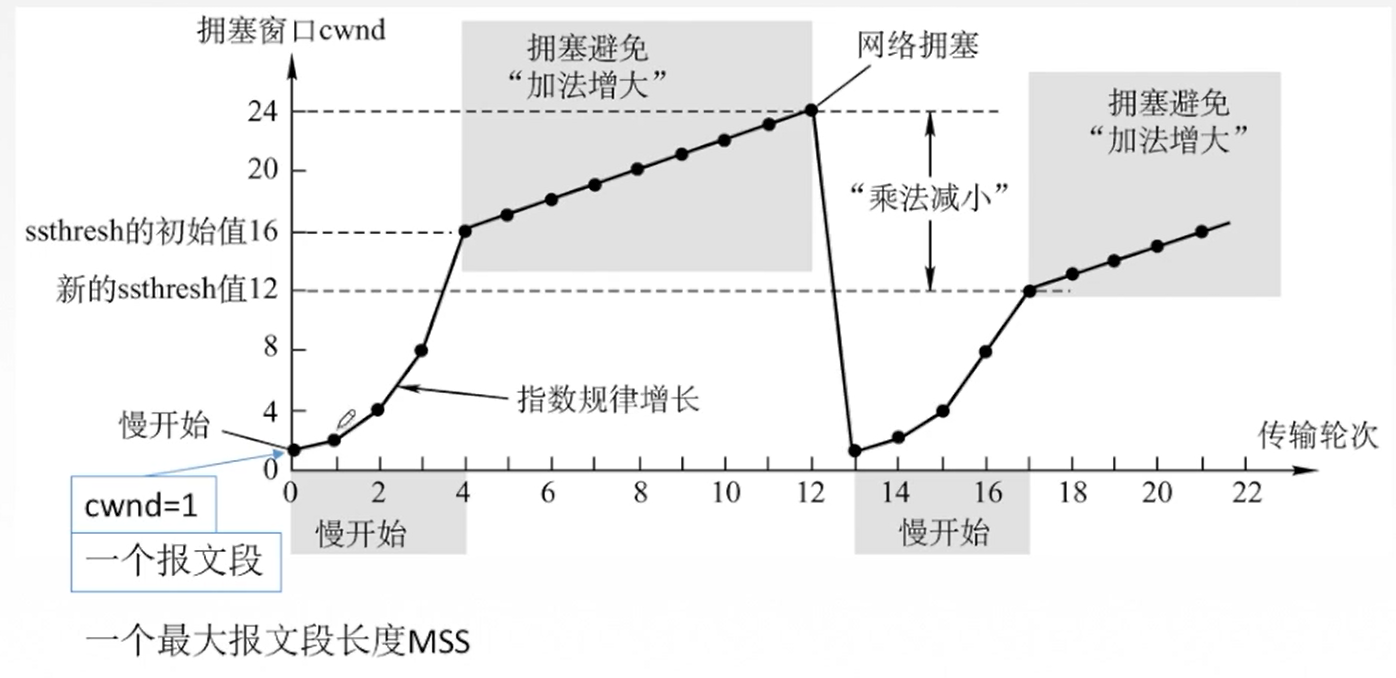 拥塞窗口cwnd
拥塞避免
“加法增大”
网络拥塞
拥塞避免
“加法增大”
24
20
ssthresh的初始值16
“乘法减小”
新的ssthresh值12
8
4
0
指数规律增长
慢开始
传输轮次
0 2 4 6 8 10 12 14 16 18 20 22
慢开始
慢开始
cwnd=1
一个报文段
一个最大报文段长度MSS